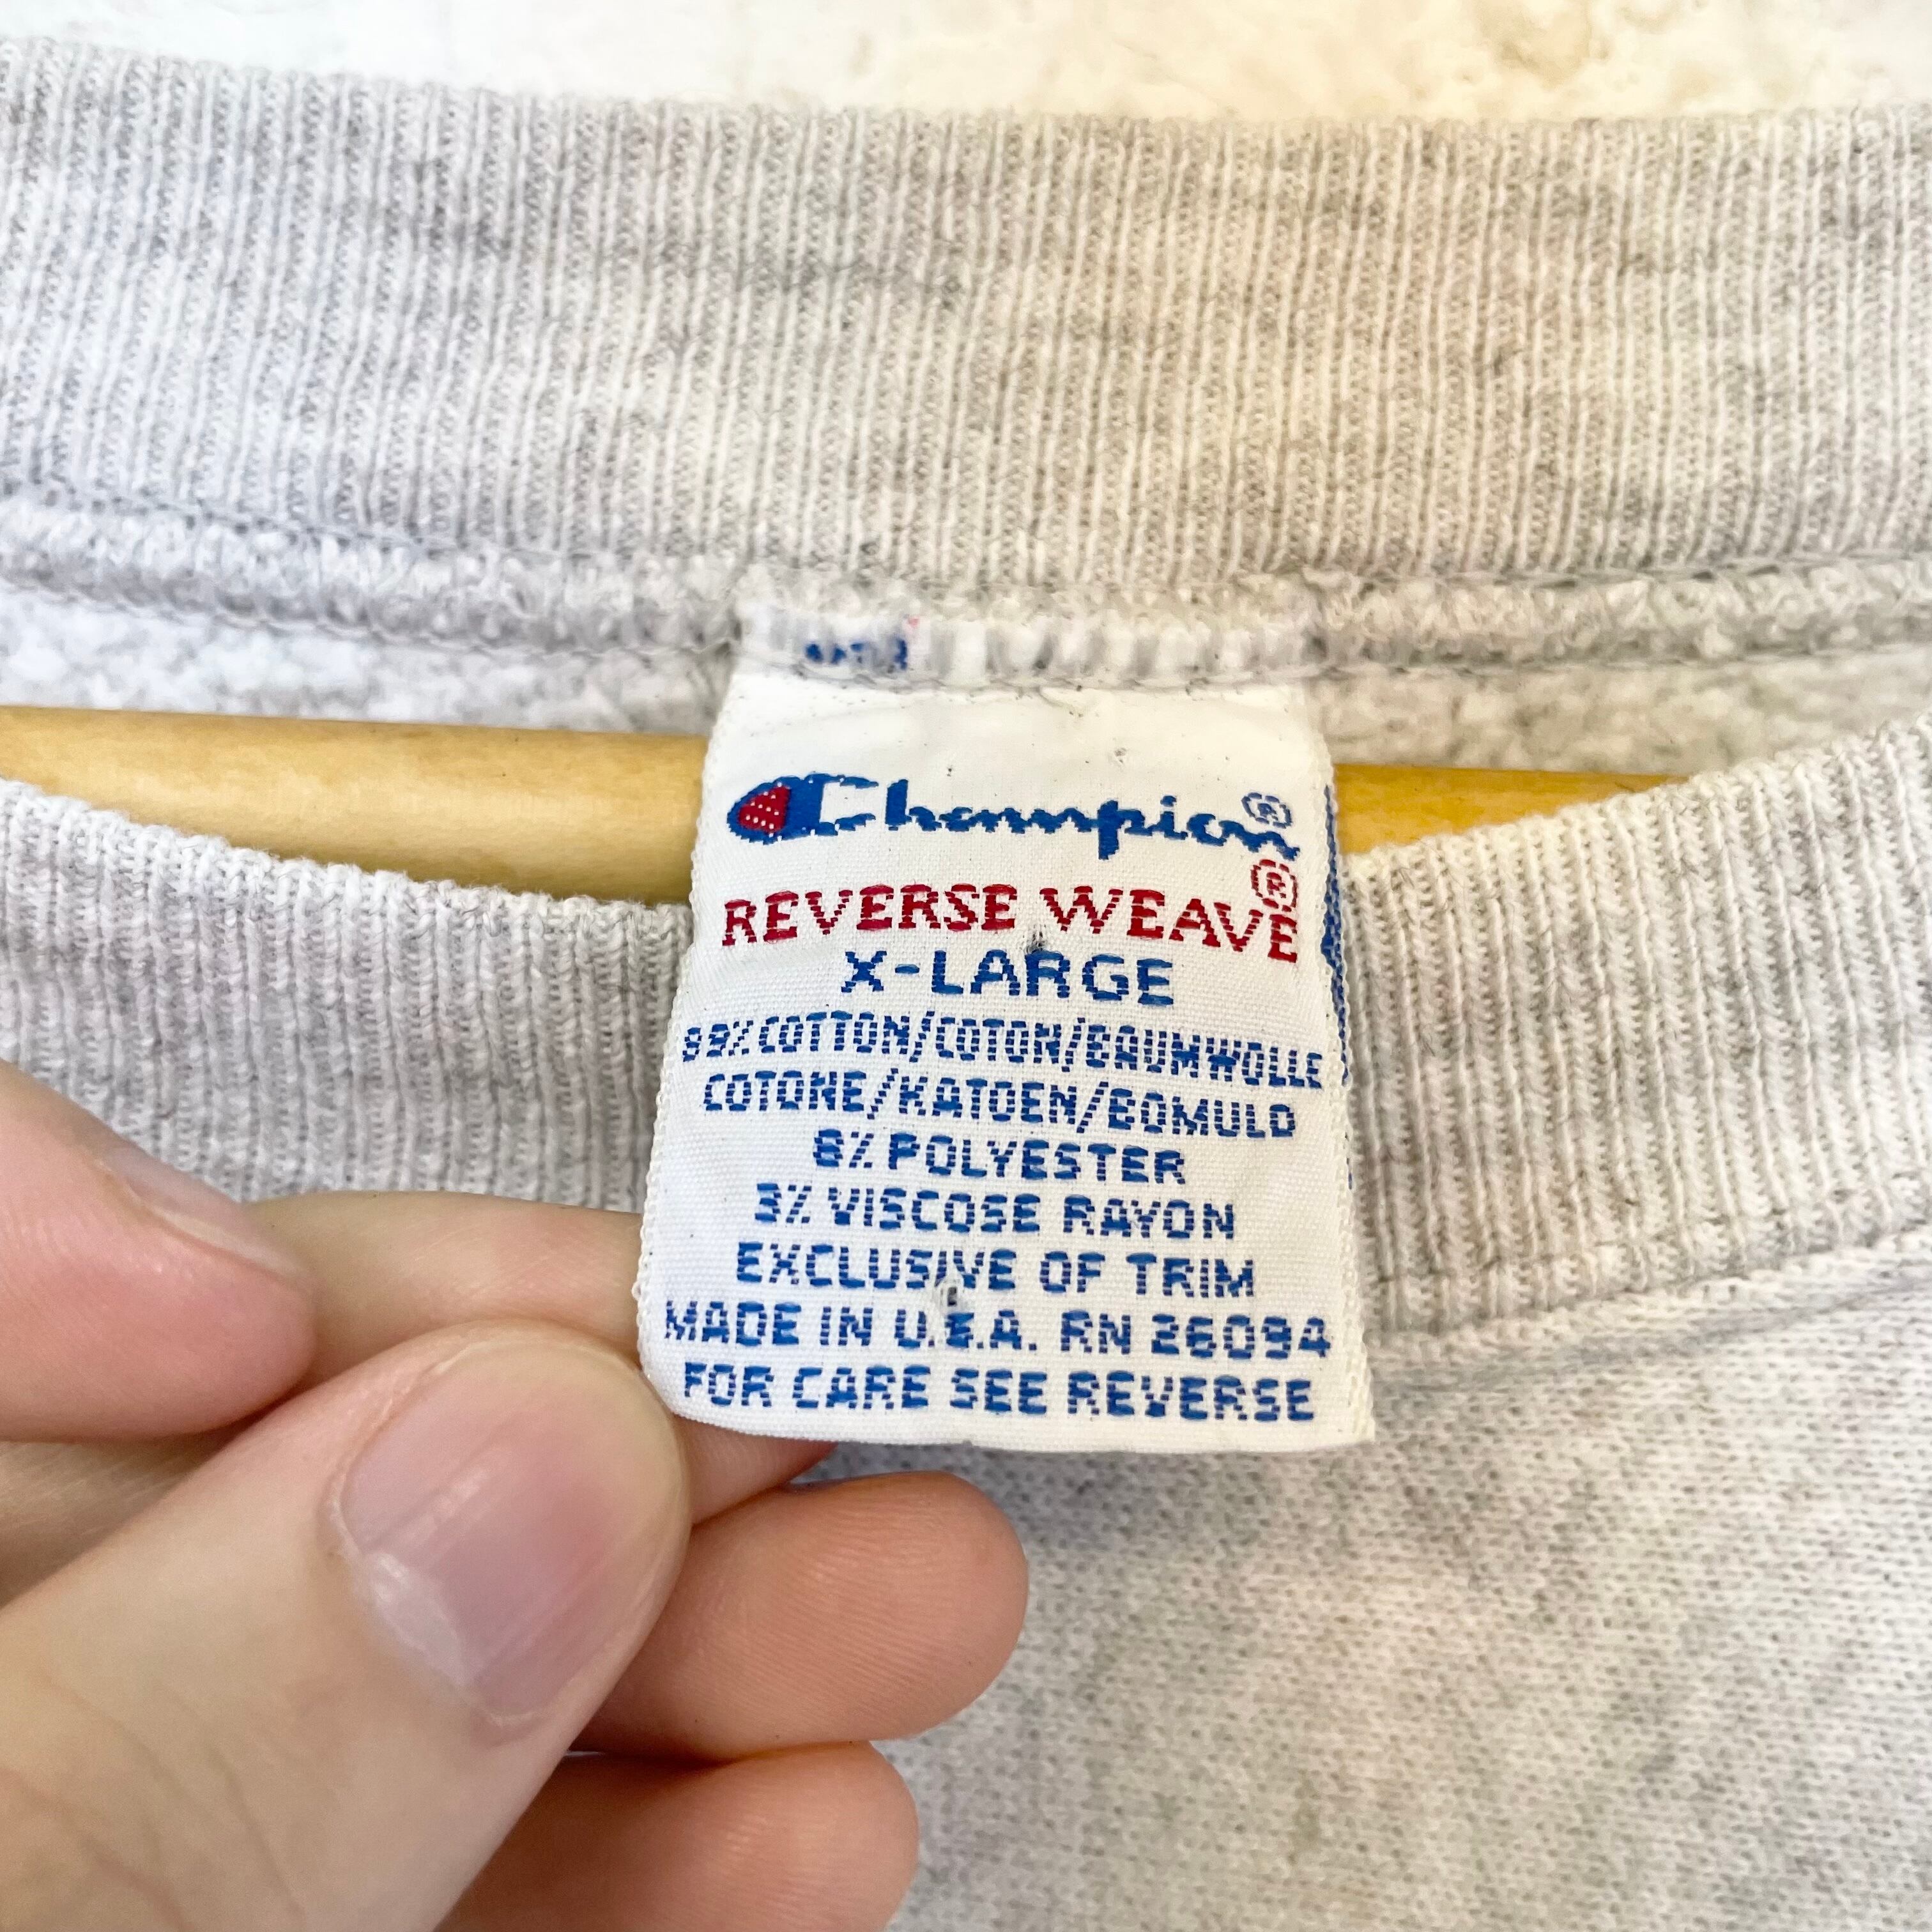 Champion®
REVERSE WEAVE®
X-LARGE
89% COTTON/COTON/BAUMWOLLE
COTONE/KATOEN/BOMULD
8% POLYESTER
3% VISCOSE RAYON
EXCLUSIVE OF TRIM
MADE IN U.S.A. RN 26094
FOR CARE SEE REVERSE